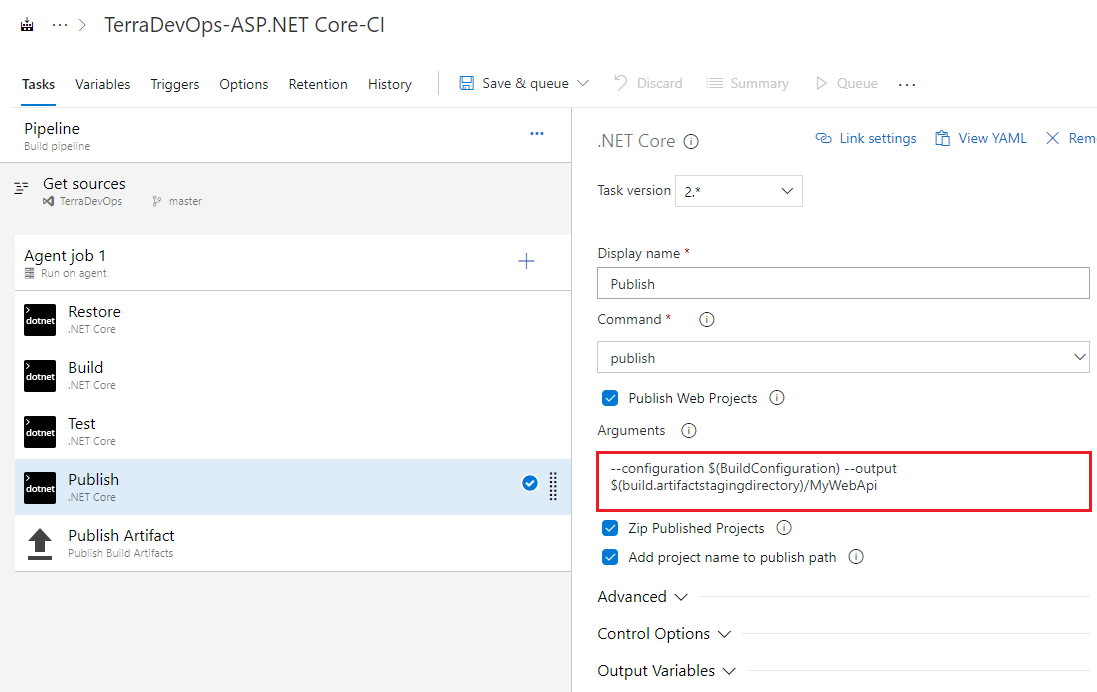 ··· > TerraDevOps-ASP.NET Core-CI
Tasks Variables Triggers Options Retention History Save & queue Discard Summary Queue ···
Pipeline ···
Build pipeline
Get sources
TerraDevOps master
Agent job 1 +
Run on agent
dotnet Restore
.NET Core
dotnet Build
.NET Core
dotnet Test
.NET Core
dotnet Publish
.NET Core
Publish Artifact
Publish Build Artifacts
.NET Core Link settings View YAML Rem
Task version 2.*
Display name *
Publish
Command *
publish
Publish Web Projects
Arguments
--configuration $(BuildConfiguration) --output
$(build.artifactstagingdirectory)/MyWebApi
Zip Published Projects
Add project name to publish path
Advanced
Control Options
Output Variables